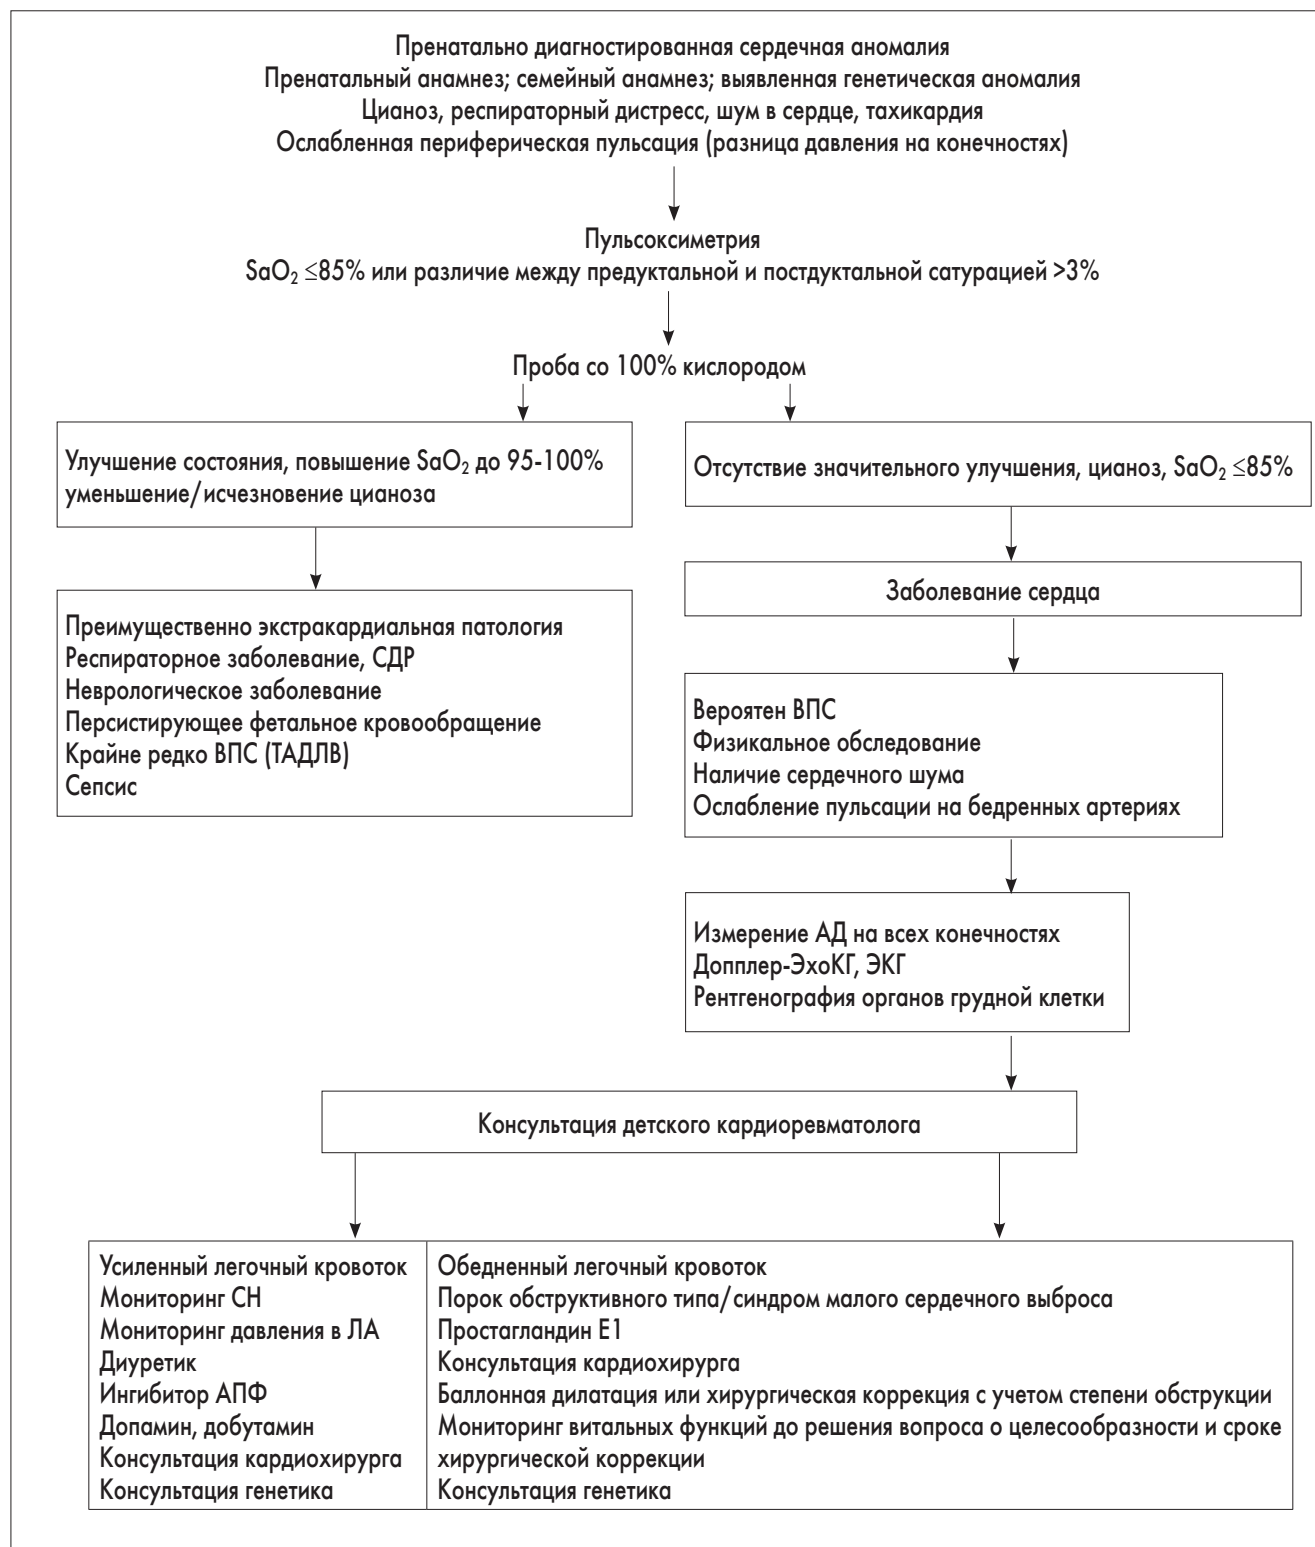 Пренатально диагностированная сердечная аномалия
Пренатальный анамнез; семейный анамнез; выявленная генетическая аномалия
Цианоз, респираторный дистресс, шум в сердце, тахикардия
Ослабленная периферическая пульсация (разница давления на конечностях)
Пульсоксиметрия
SaO₂ ≤85% или различие между предуктальной и постдуктальной сатурацией >3%
Проба со 100% кислородом
Улучшение состояния, повышение SaO₂ до 95-100%
уменьшение/исчезновение цианоза
Преимущественно экстракардиальная патология
Респираторное заболевание, СДР
Неврологическое заболевание
Персистирующее фетальное кровообращение
Крайне редко ВПС (ТАДЛВ)
Сепсис
Отсутствие значительного улучшения, цианоз, SaO₂ ≤85%
Заболевание сердца
Вероятен ВПС
Физикальное обследование
Наличие сердечного шума
Ослабление пульсации на бедренных артериях
Измерение АД на всех конечностях
Допплер-ЭхоКГ, ЭКГ
Рентгенография органов грудной клетки
Консультация детского кардиоревматолога
Усиленный легочный кровоток
Мониторинг СН
Мониторинг давления в ЛА
Диуретик
Ингибитор АПФ
Допамин, добутамин
Консультация кардиохирурга
Консультация генетика
Обедненный легочный кровоток
Порок обструктивного типа/синдром малого сердечного выброса
Простагландин Е1
Консультация кардиохирурга
Баллонная дилатация или хирургическая коррекция с учетом степени обструкции
Мониторинг витальных функций до решения вопроса о целесообразности и сроке
хирургической коррекции
Консультация генетика